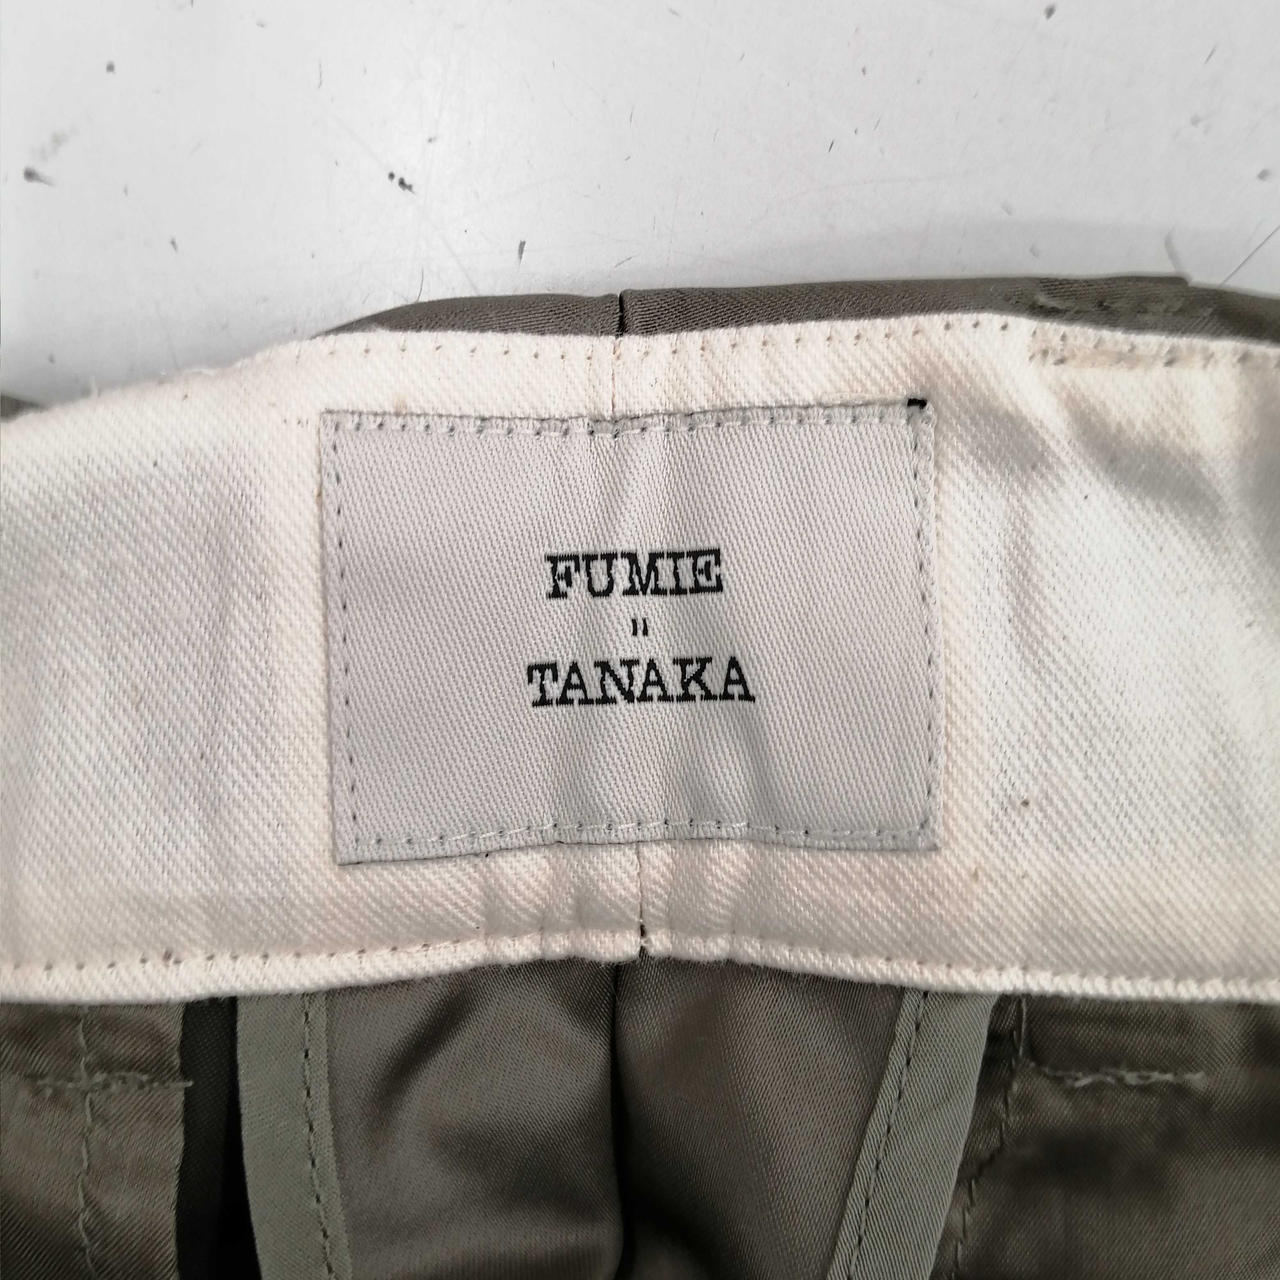 FUMIE
"
TANAKA